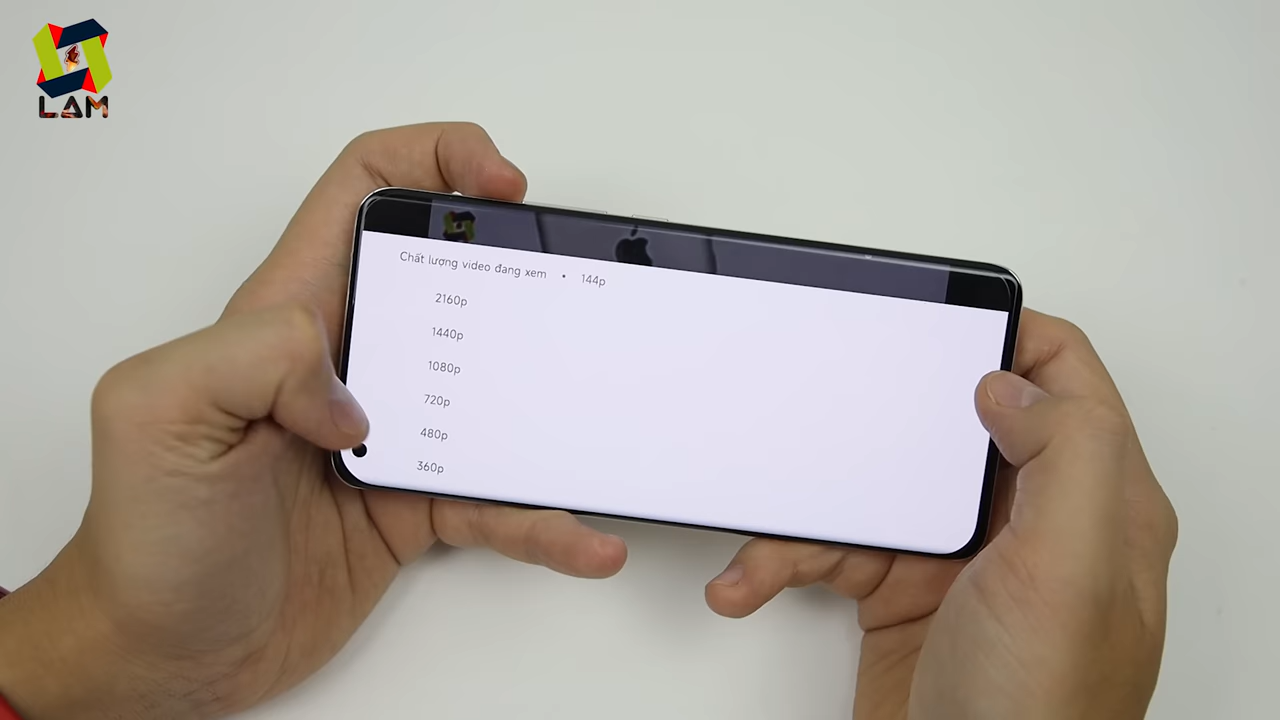 LAM
Chất lượng video đang xem • 144p
2160p
1440p
1080p
720p
480p
360p